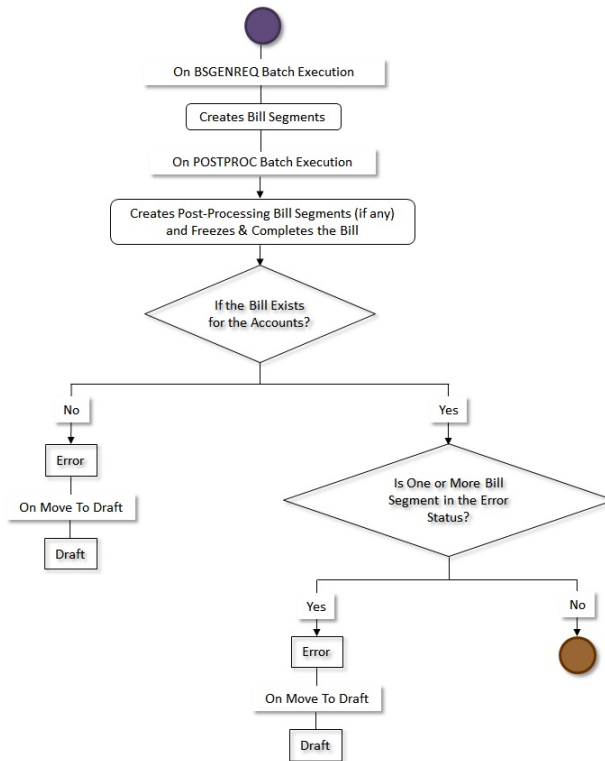 On BSGENREQ Batch Execution
Creates Bill Segments
On POSTPROC Batch Execution
Creates Post-Processing Bill Segments (if any)
and Freezes & Completes the Bill
If the Bill Exists
for the Accounts?
No
Yes
Error
Is One or More Bill
Segment in the Error
Status?
On Move To Draft
Draft
Yes
No
Error
On Move To Draft
Draft